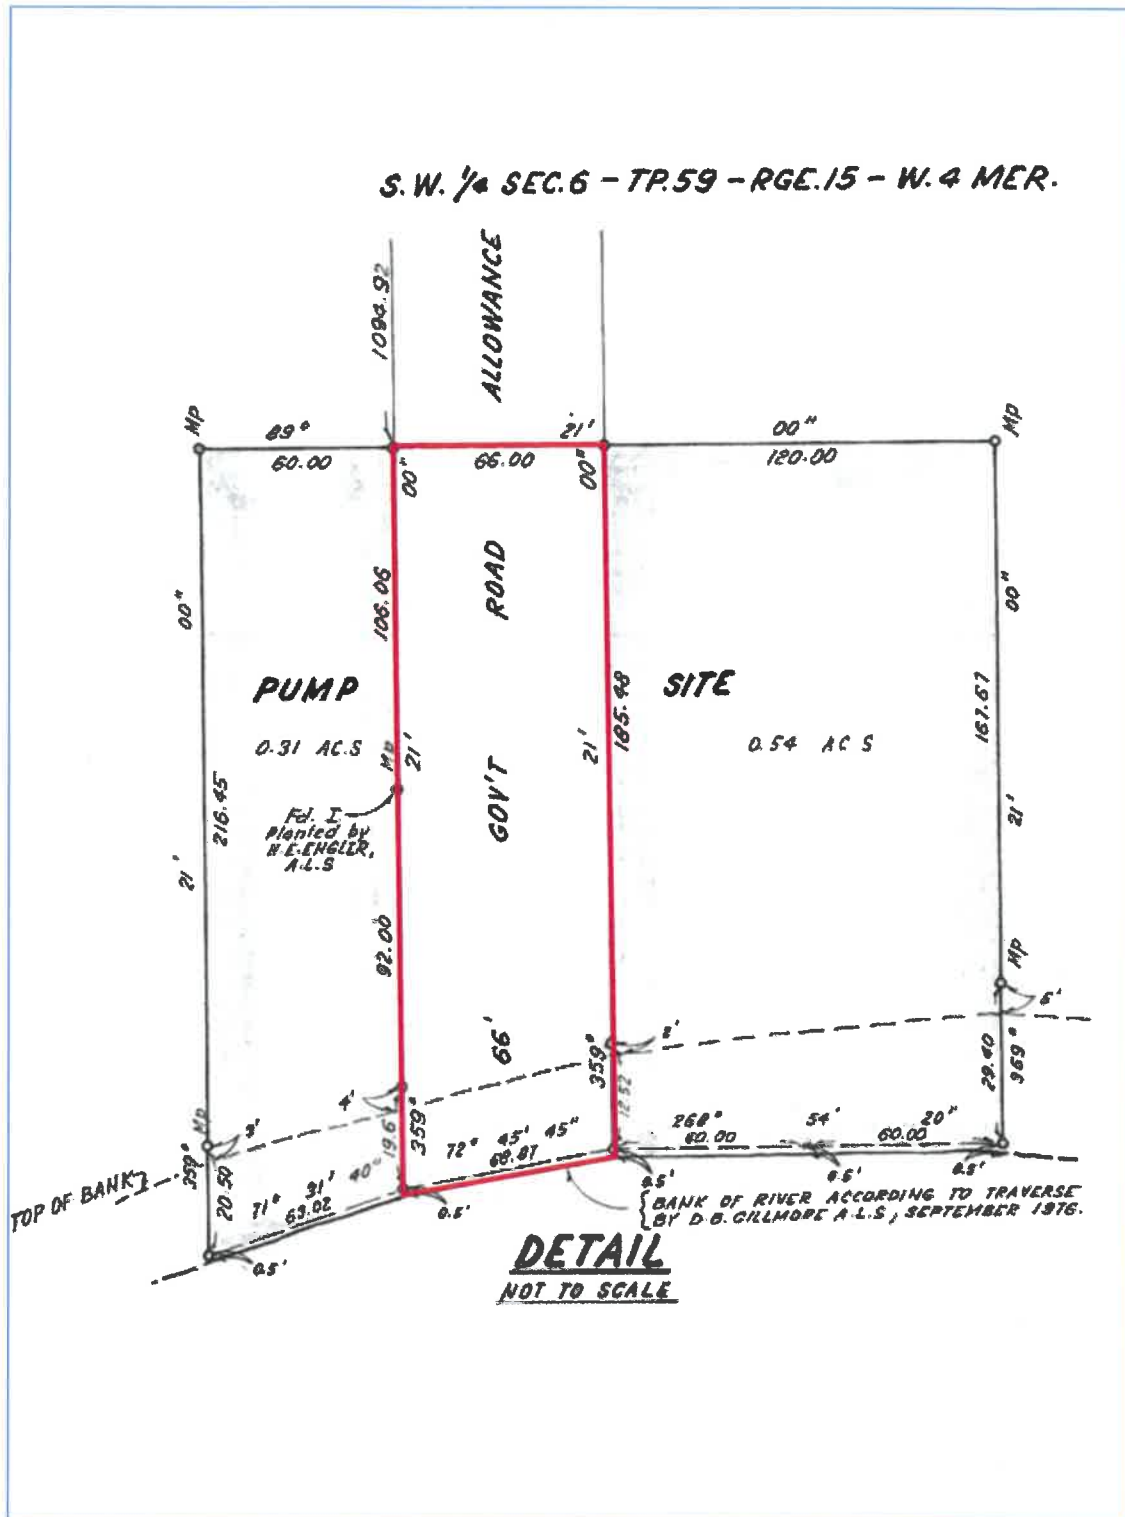 S.W. 1/4 SEC.6 - TP.59 - RGE.15 - W.4 MER.
1094.92
ALLOWANCE
Mp
89°
60.00
21'
66.00
00"
120.00
Mp
00"
00"
00"
106.06
ROAD
00"
PUMP
0.31 AC.S
Mp
21'
Fd. I.
Planted by
N.E. ENGLER,
A.L.S
216.45
21'
GOV'T
21'
185.48
SITE
0.54 AC S
167.67
21'
92.00
66'
359°
2'
Mp
5'
29.40
4'
359°
12.52
Mp
3'
359°
20.50
TOP OF BANK
71° 31' 40"
63.02
0.5'
72° 45' 45"
68.87
0.5'
268° 54' 20"
60.00 60.00
0.5' 0.5' 0.5'
BANK OF RIVER ACCORDING TO TRAVERSE
BY D.B. GILLMORE A.L.S, SEPTEMBER 1976.
DETAIL
NOT TO SCALE